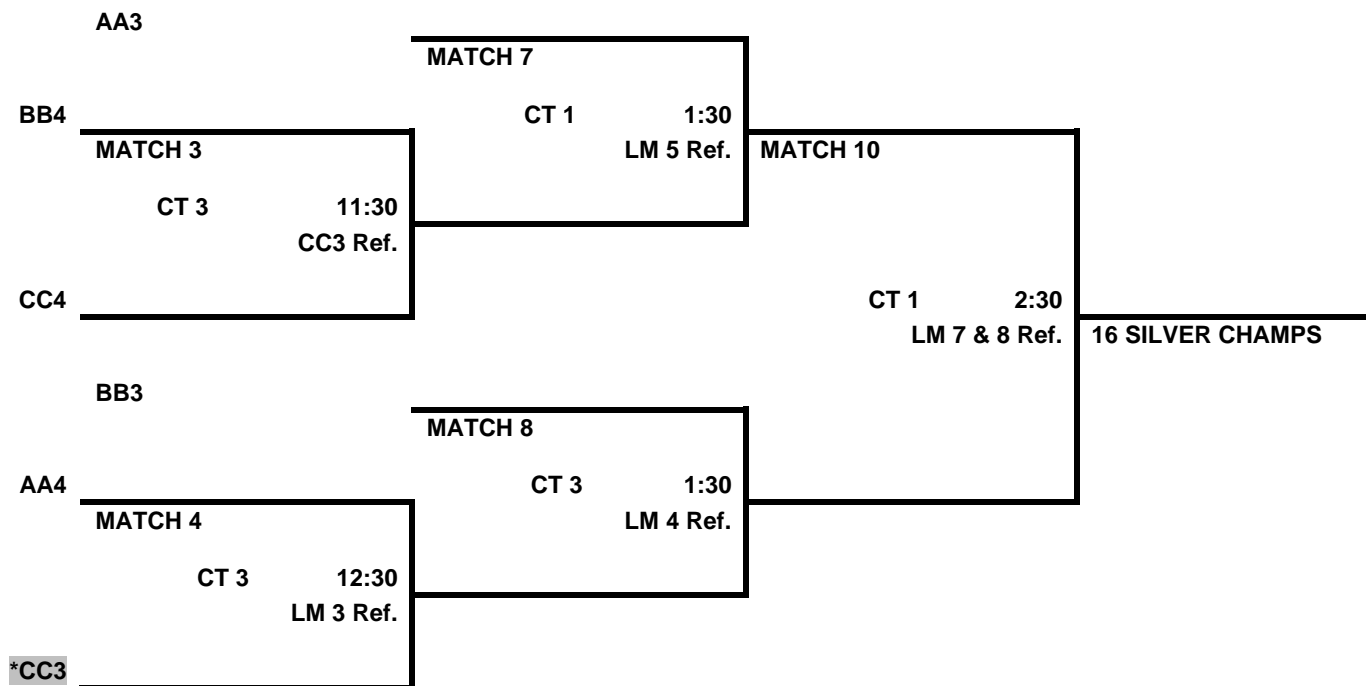 AA3
MATCH 7
BB4 CT 1 1:30
MATCH 3 LM 5 Ref. MATCH 10
CT 3 11:30
CC3 Ref.
CC4 CT 1 2:30
LM 7 & 8 Ref. 16 SILVER CHAMPS
BB3
MATCH 8
AA4 CT 3 1:30
MATCH 4 LM 4 Ref.
CT 3 12:30
LM 3 Ref.
*CC3